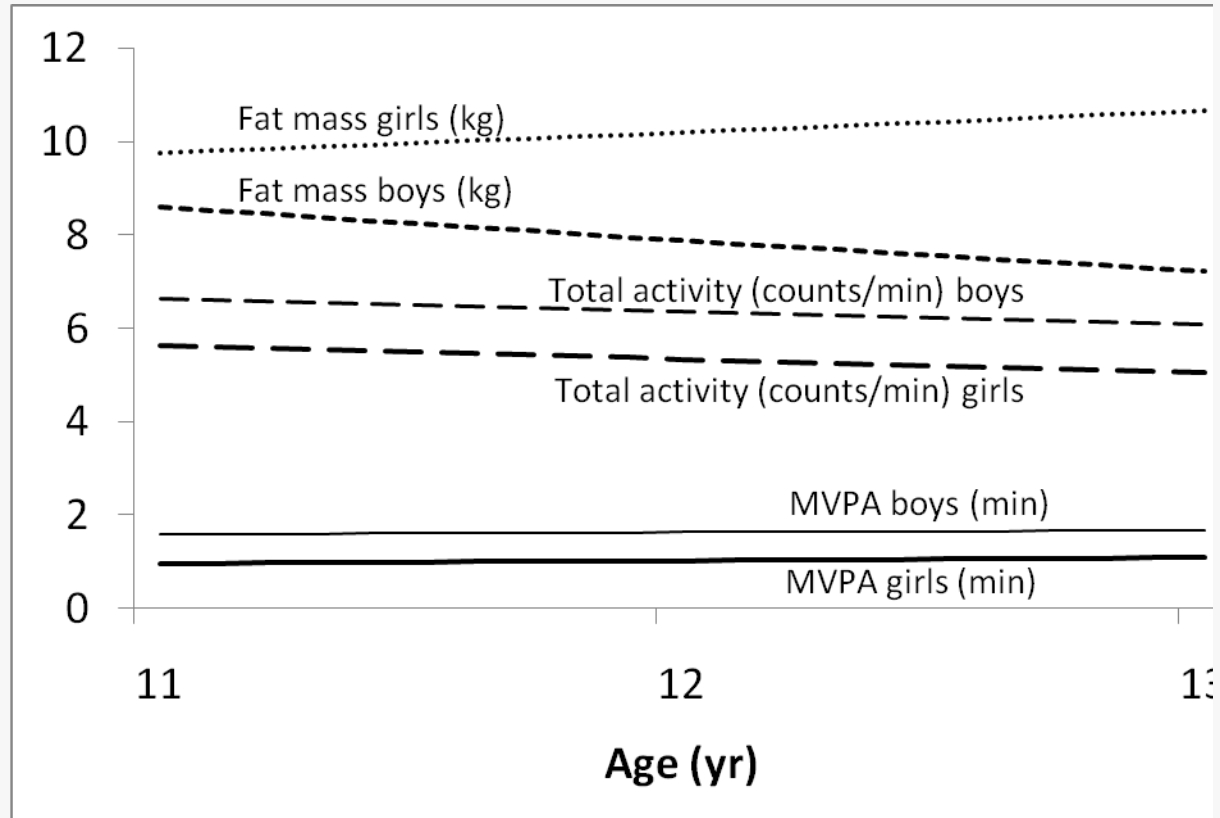 12
Fat mass girls (kg)
10
Fat mass boys (kg)
8
Total activity (counts/min) boys
6
Total activity (counts/min) girls
4
2
MVPA boys (min)
MVPA girls (min)
0
11 12 13
Age (yr)